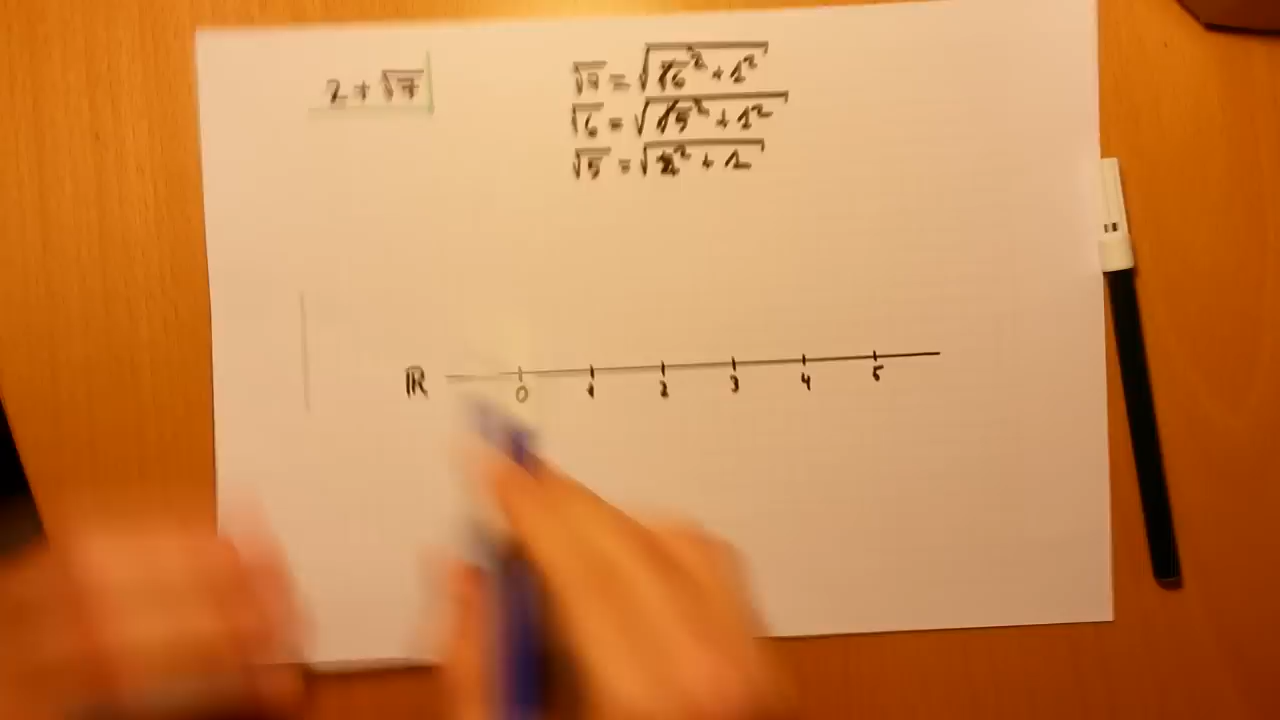 2 + √7
√7 = √(√6² + 1²)
√6 = √(√5² + 1²)
√5 = √(2² + 1)
ℝ
0 1 2 3 4 5